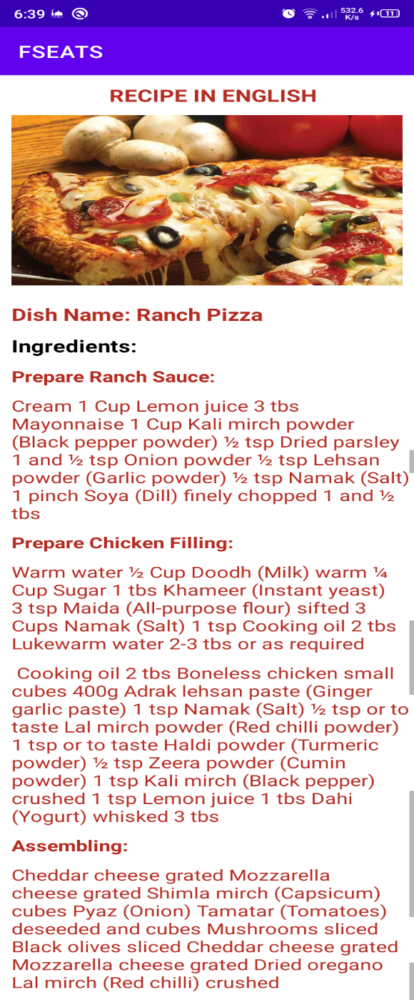 6:39
532.6
K/s
11
FSEATS
RECIPE IN ENGLISH
Dish Name: Ranch Pizza
Ingredients:
Prepare Ranch Sauce:
Cream 1 Cup Lemon juice 3 tbs
Mayonnaise 1 Cup Kali mirch powder
(Black pepper powder) ½ tsp Dried parsley
1 and ½ tsp Onion powder ½ tsp Lehsan
powder (Garlic powder) ½ tsp Namak (Salt)
1 pinch Soya (Dill) finely chopped 1 and ½
tbs
Prepare Chicken Filling:
Warm water ½ Cup Doodh (Milk) warm ¼
Cup Sugar 1 tbs Khameer (Instant yeast)
3 tsp Maida (All-purpose flour) sifted 3
Cups Namak (Salt) 1 tsp Cooking oil 2 tbs
Lukewarm water 2-3 tbs or as required
Cooking oil 2 tbs Boneless chicken small
cubes 400g Adrak lehsan paste (Ginger
garlic paste) 1 tsp Namak (Salt) ½ tsp or to
taste Lal mirch powder (Red chilli powder)
1 tsp or to taste Haldi powder (Turmeric
powder) ½ tsp Zeera powder (Cumin
powder) 1 tsp Kali mirch (Black pepper)
crushed 1 tsp Lemon juice 1 tbs Dahi
(Yogurt) whisked 3 tbs
Assembling:
Cheddar cheese grated Mozzarella
cheese grated Shimla mirch (Capsicum)
cubes Pyaz (Onion) Tamatar (Tomatoes)
deseeded and cubes Mushrooms sliced
Black olives sliced Cheddar cheese grated
Mozzarella cheese grated Dried oregano
Lal mirch (Red chilli) crushed